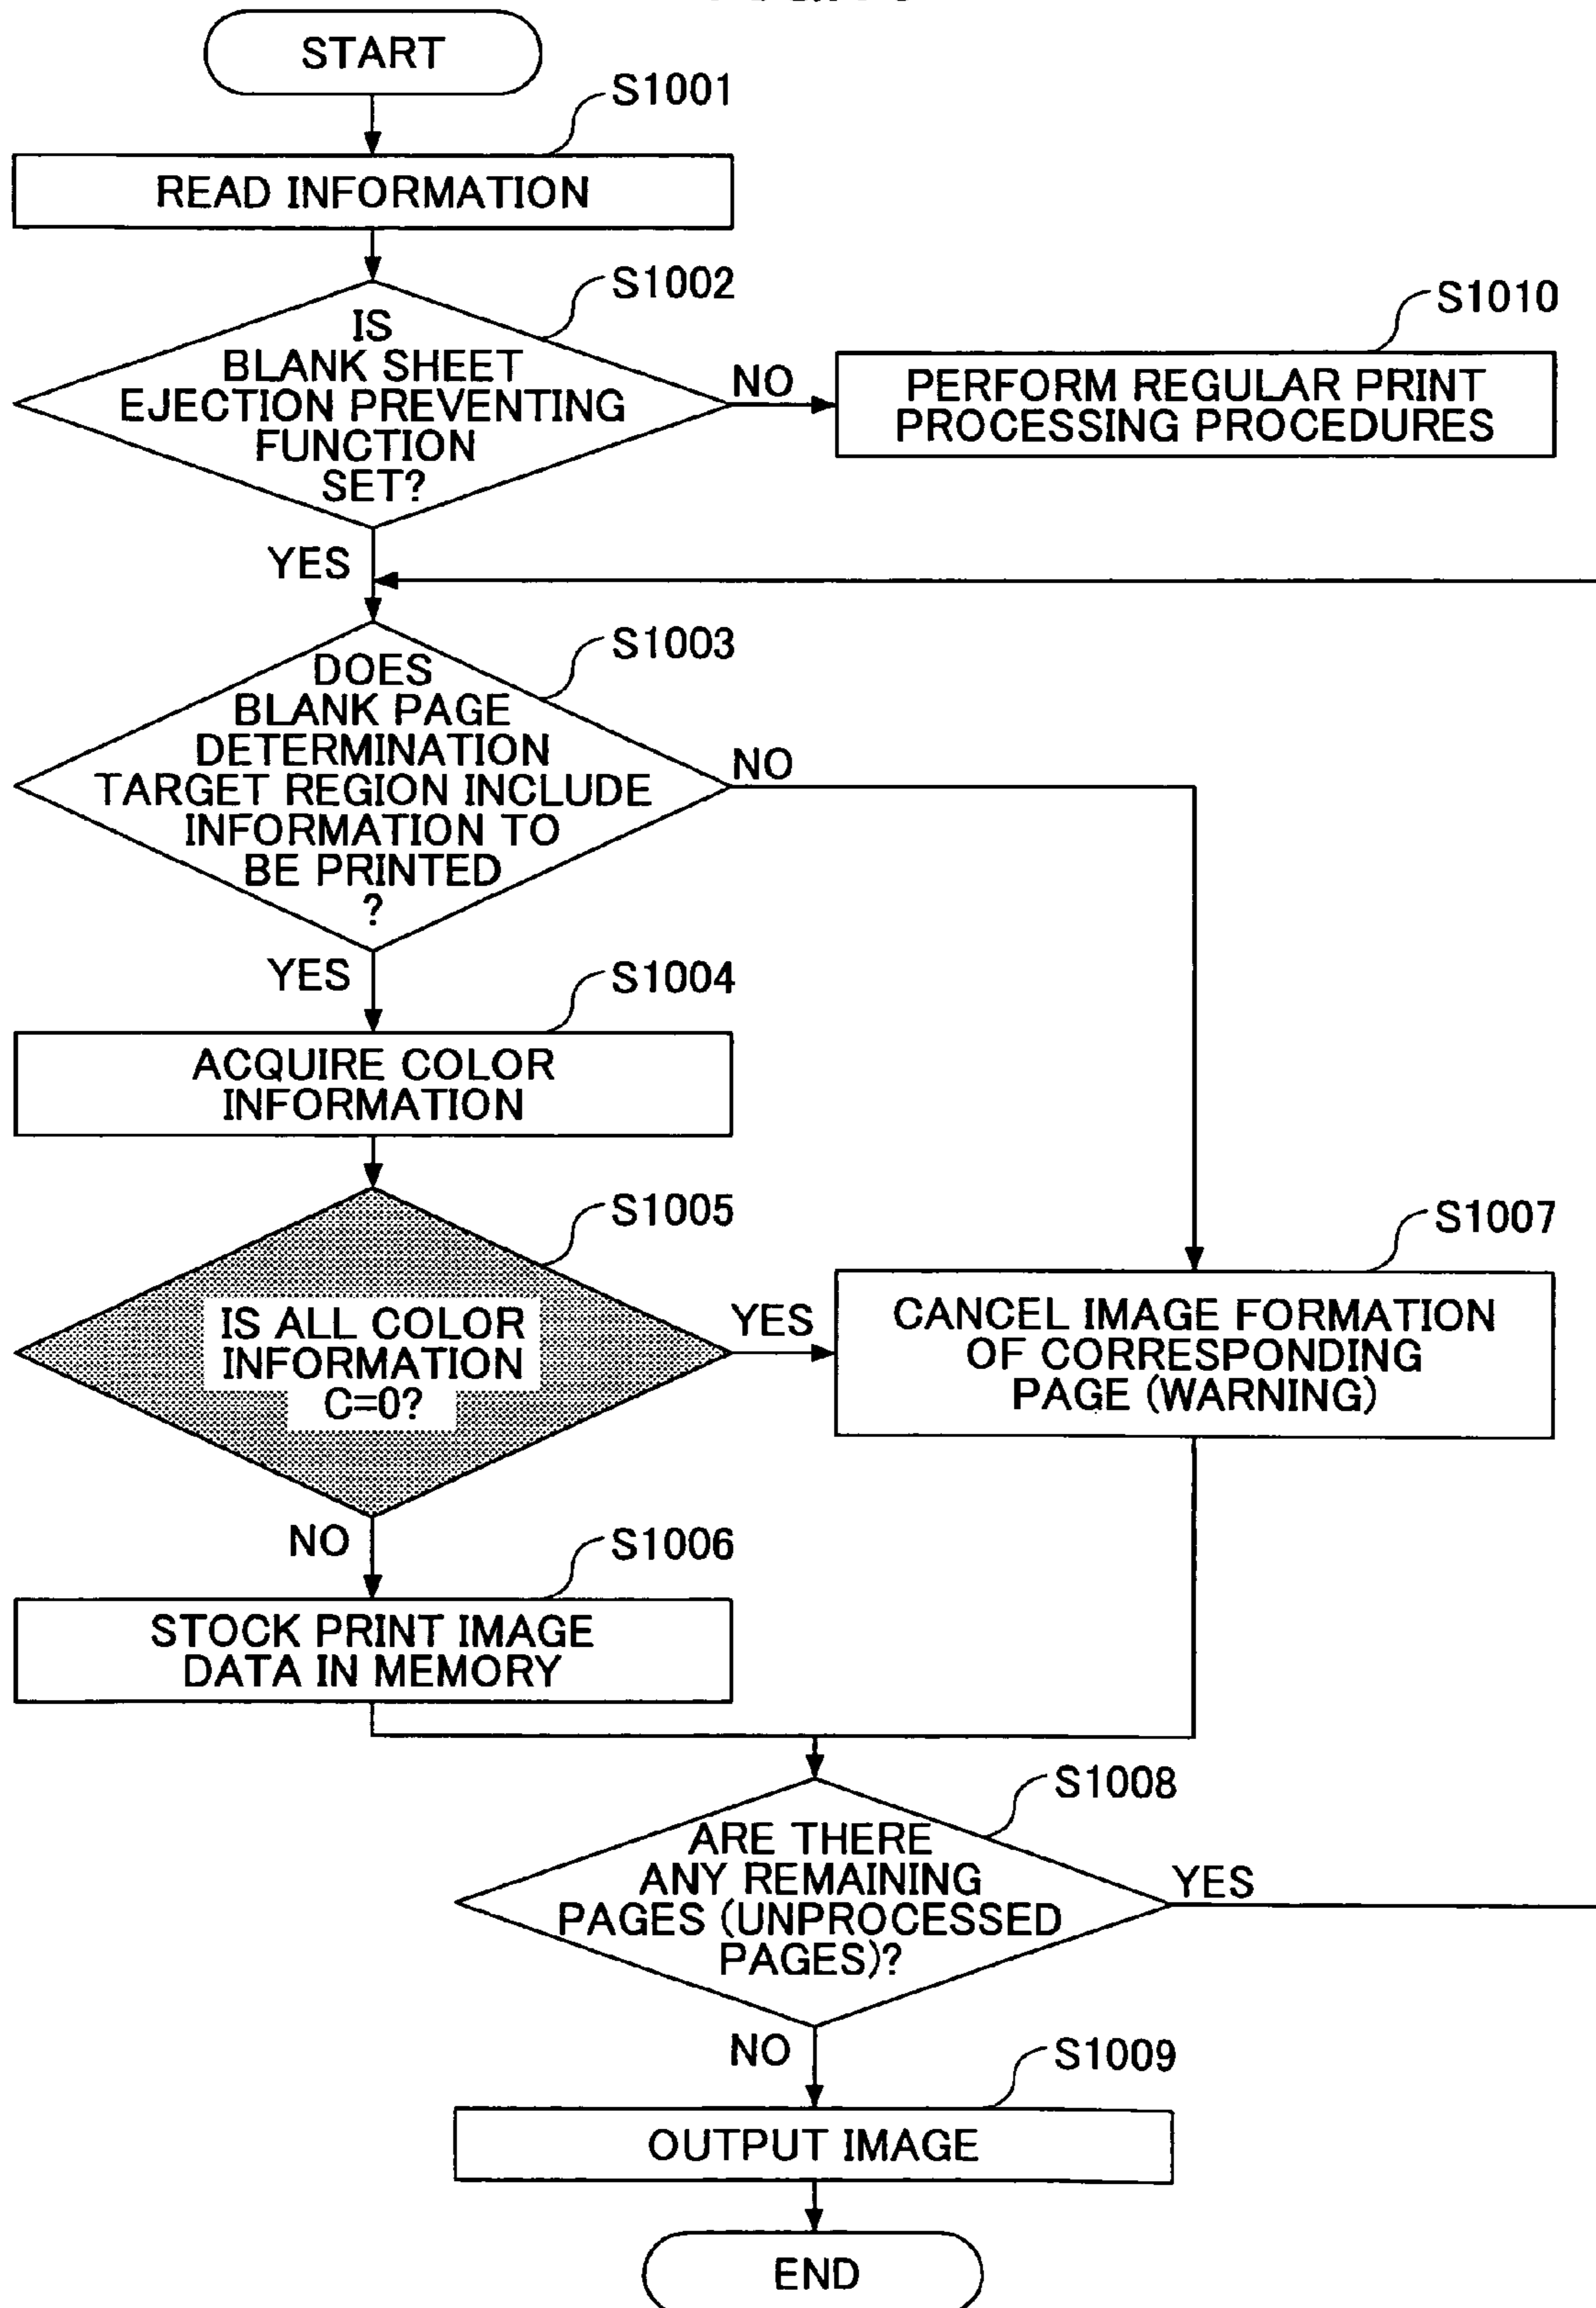 START
S1001
READ INFORMATION
S1002
IS
BLANK SHEET
EJECTION PREVENTING
FUNCTION
SET?
NO
S1010
PERFORM REGULAR PRINT
PROCESSING PROCEDURES
YES
S1003
DOES
BLANK PAGE
DETERMINATION
TARGET REGION INCLUDE
INFORMATION TO
BE PRINTED
?
NO
YES
S1004
ACQUIRE COLOR
INFORMATION
S1005
IS ALL COLOR
INFORMATION
C=0?
YES
S1007
CANCEL IMAGE FORMATION
OF CORRESPONDING
PAGE (WARNING)
NO
S1006
STOCK PRINT IMAGE
DATA IN MEMORY
S1008
ARE THERE
ANY REMAINING
PAGES (UNPROCESSED
PAGES)?
YES
NO
S1009
OUTPUT IMAGE
END